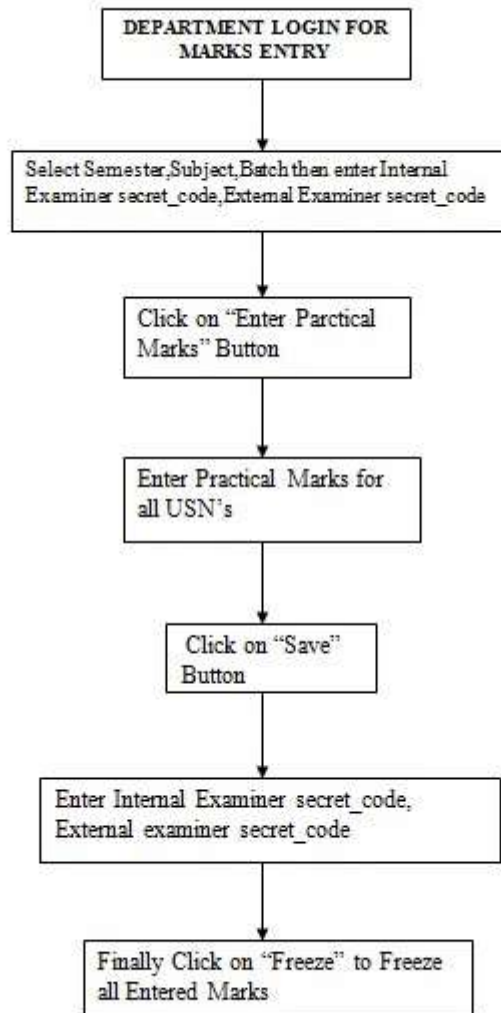 DEPARTMENT LOGIN FOR
MARKS ENTRY
Select Semester,Subject,Batch then enter Internal
Examiner secret_code,External Examiner secret_code
Click on “Enter Parctical
Marks” Button
Enter Practical Marks for
all USN’s
Click on “Save”
Button
Enter Internal Examiner secret_code,
External examiner secret_code
Finally Click on “Freeze” to Freeze
all Entered Marks